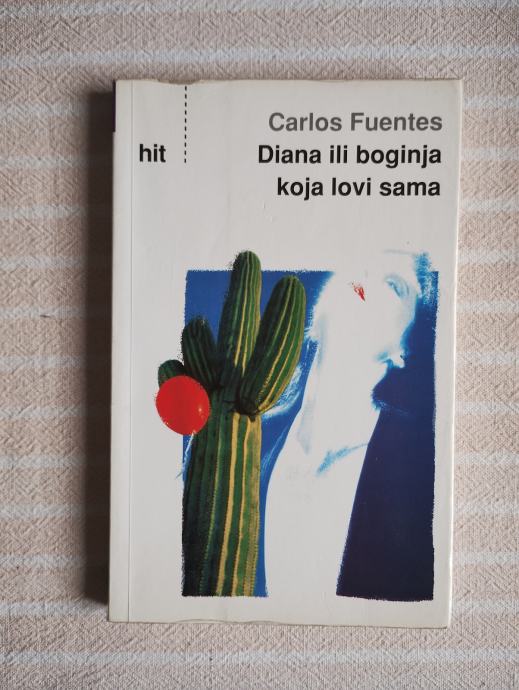 Carlos Fuentes
hit
Diana ili boginja
koja lovi sama